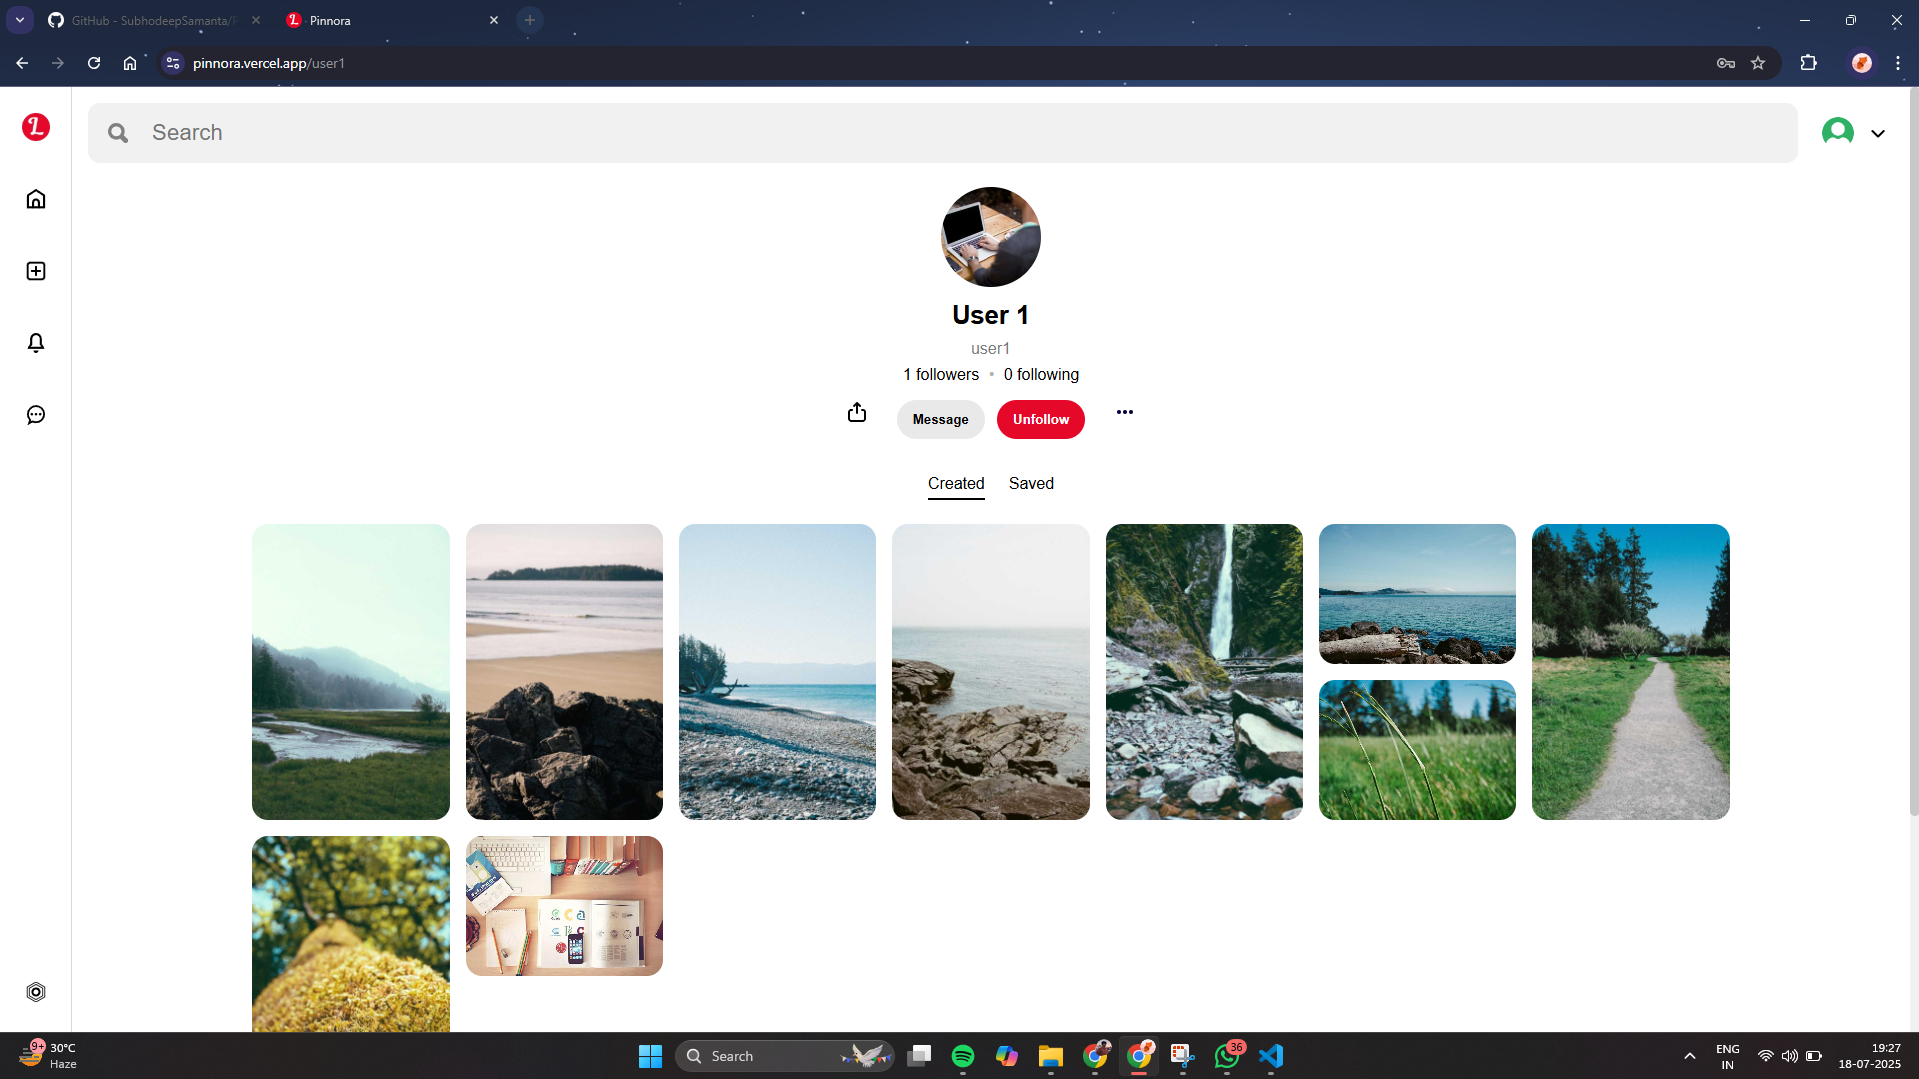 GitHub - SubhodeepSamanta/P
Pinnora
pinnora.vercel.app/user1
Search
User 1
user1
1 followers • 0 following
Message
Unfollow
Created
Saved
9+
30°C
Haze
Search
36
ENG
IN
19:27
18-07-2025